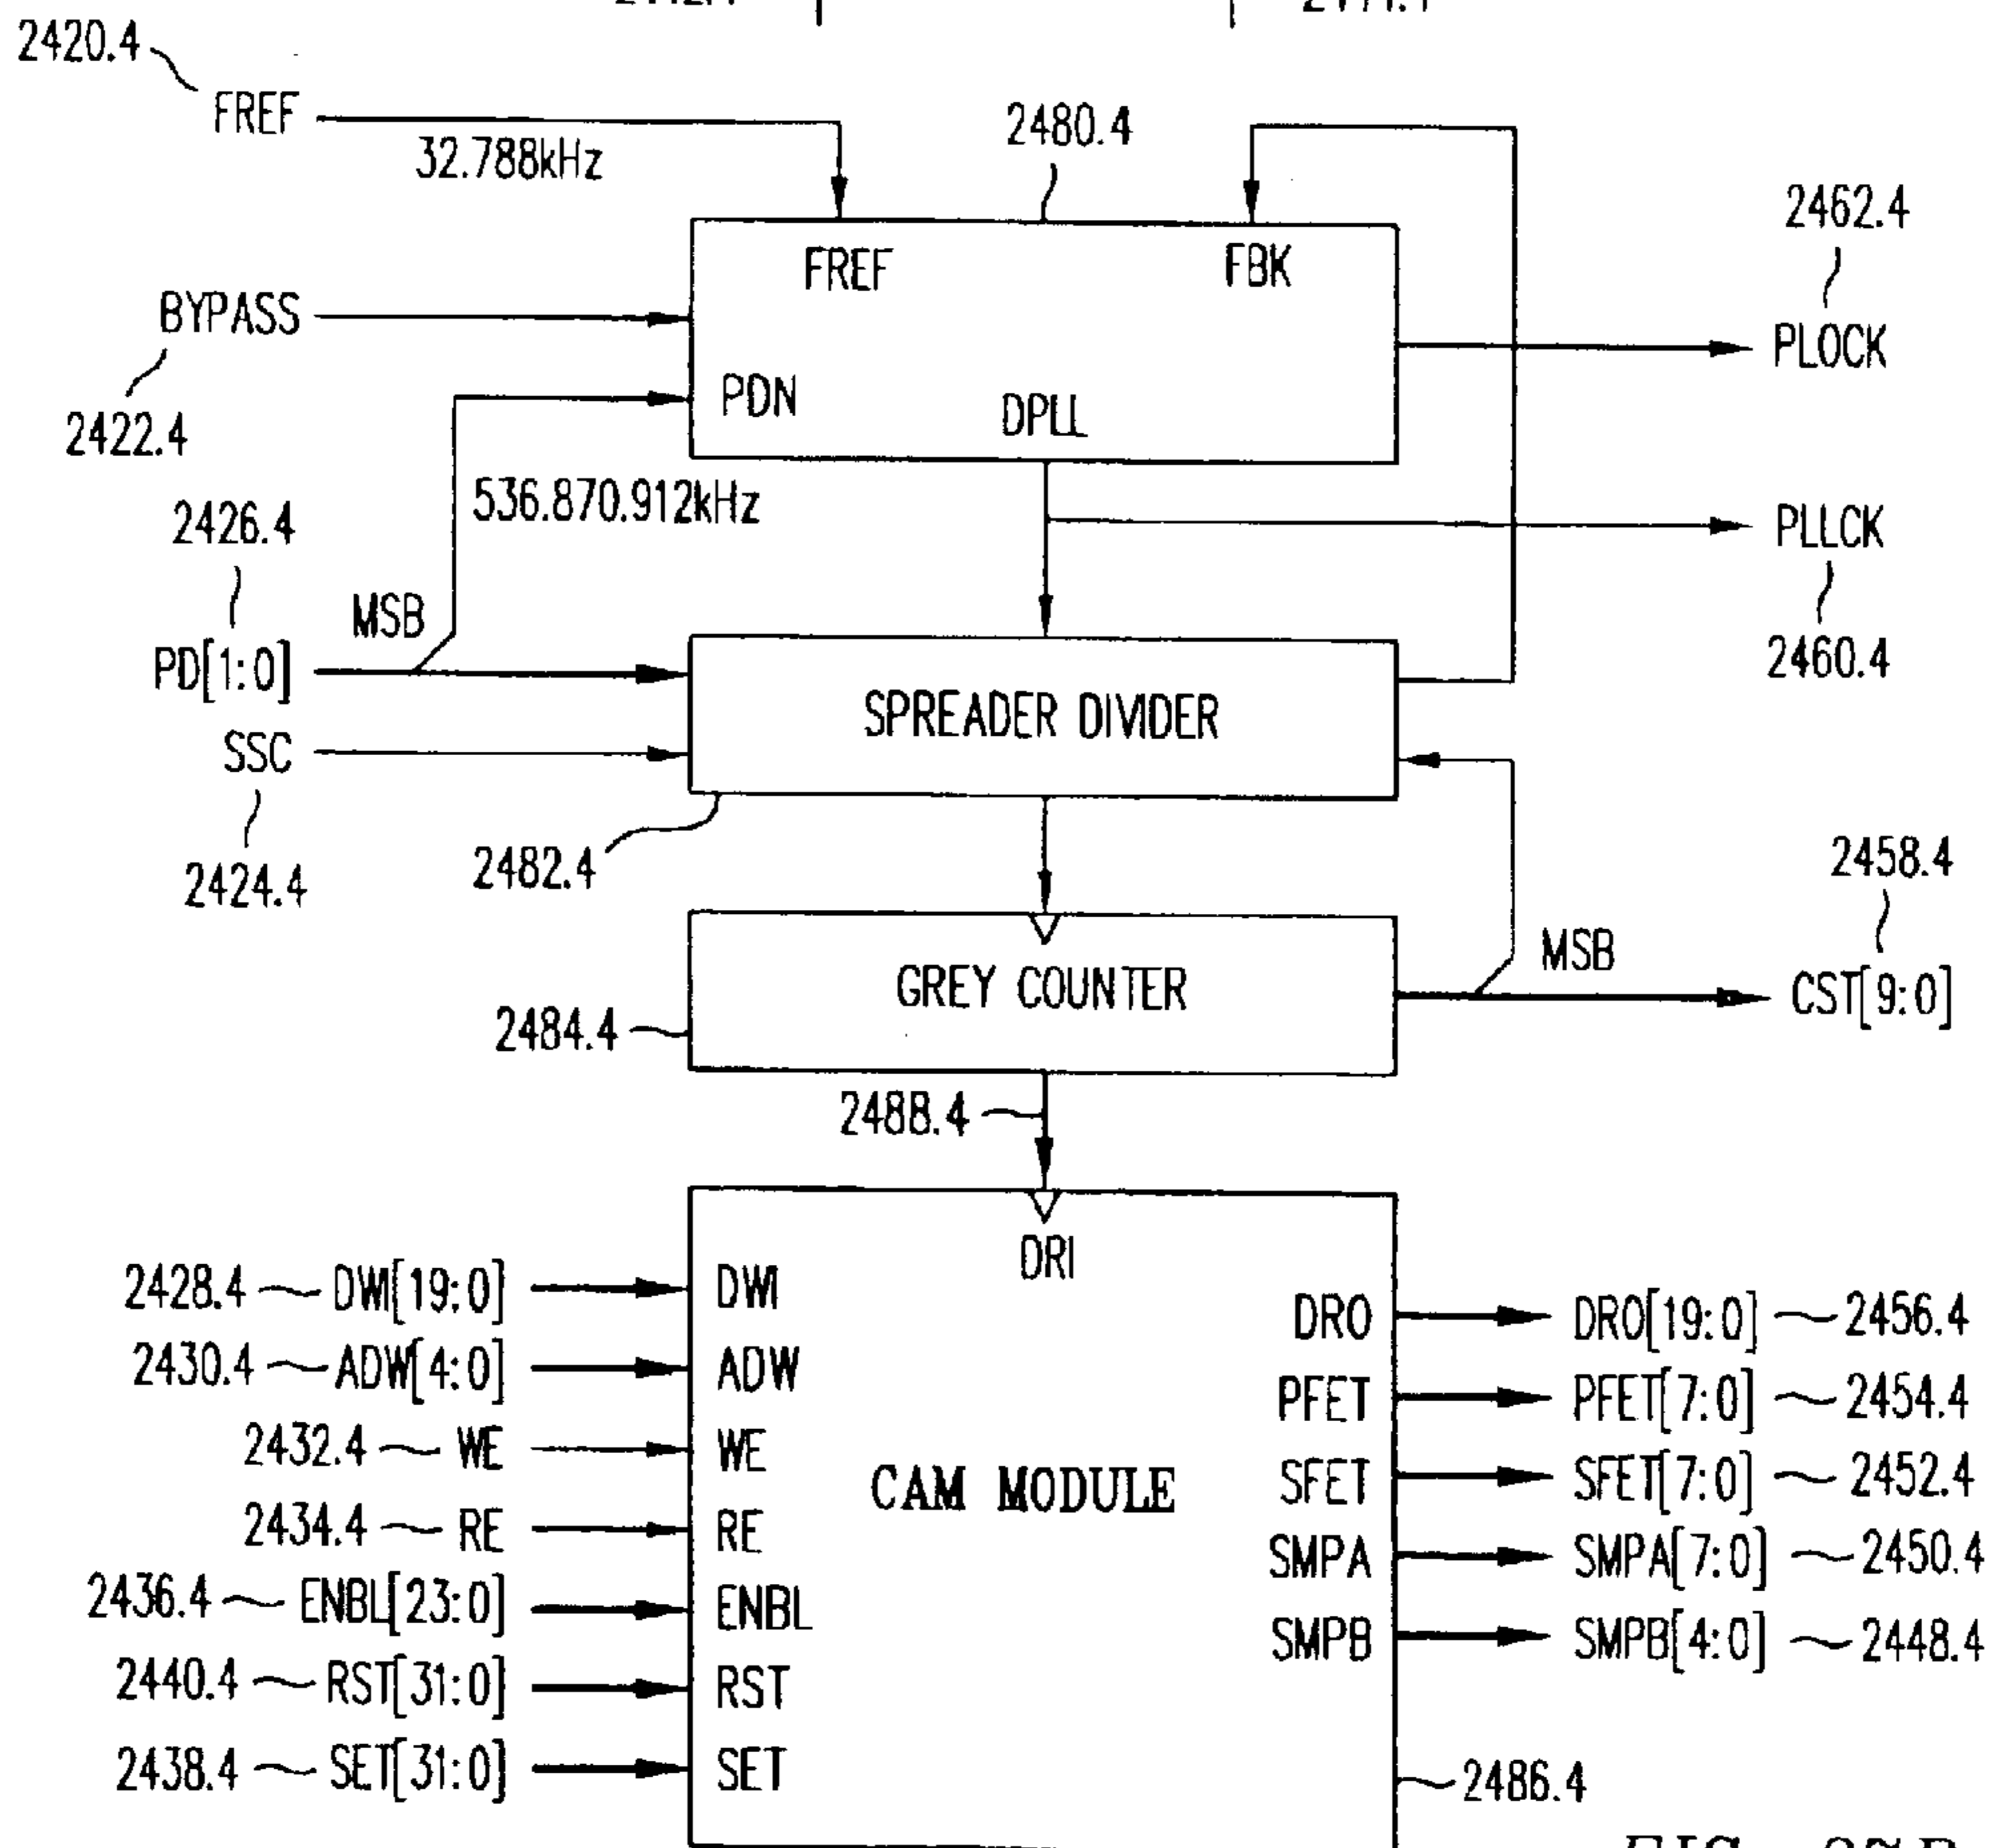 2420.4
FREF
32.788kHz
2480.4
2462.4
FREF
FBK
BYPASS
PLOCK
2422.4
PDN
DPLL
536.870.912kHz
2426.4
PLLCK
MSB
2460.4
PD[1:0]
SPREADER DIVIDER
SSC
2424.4
2482.4
2458.4
MSB
GREY COUNTER
CST[9:0]
2484.4
2488.4
DRI
2428.4 DWI[19:0] DWI
DRO DRO[19:0] 2456.4
2430.4 ADW[4:0] ADW
PFET PFET[7:0] 2454.4
2432.4 WE WE
CAM MODULE
SFET SFET[7:0] 2452.4
2434.4 RE RE
SMPA SMPA[7:0] 2450.4
2436.4 ENBL[23:0] ENBL
SMPB SMPB[4:0] 2448.4
2440.4 RST[31:0] RST
2438.4 SET[31:0] SET
2486.4